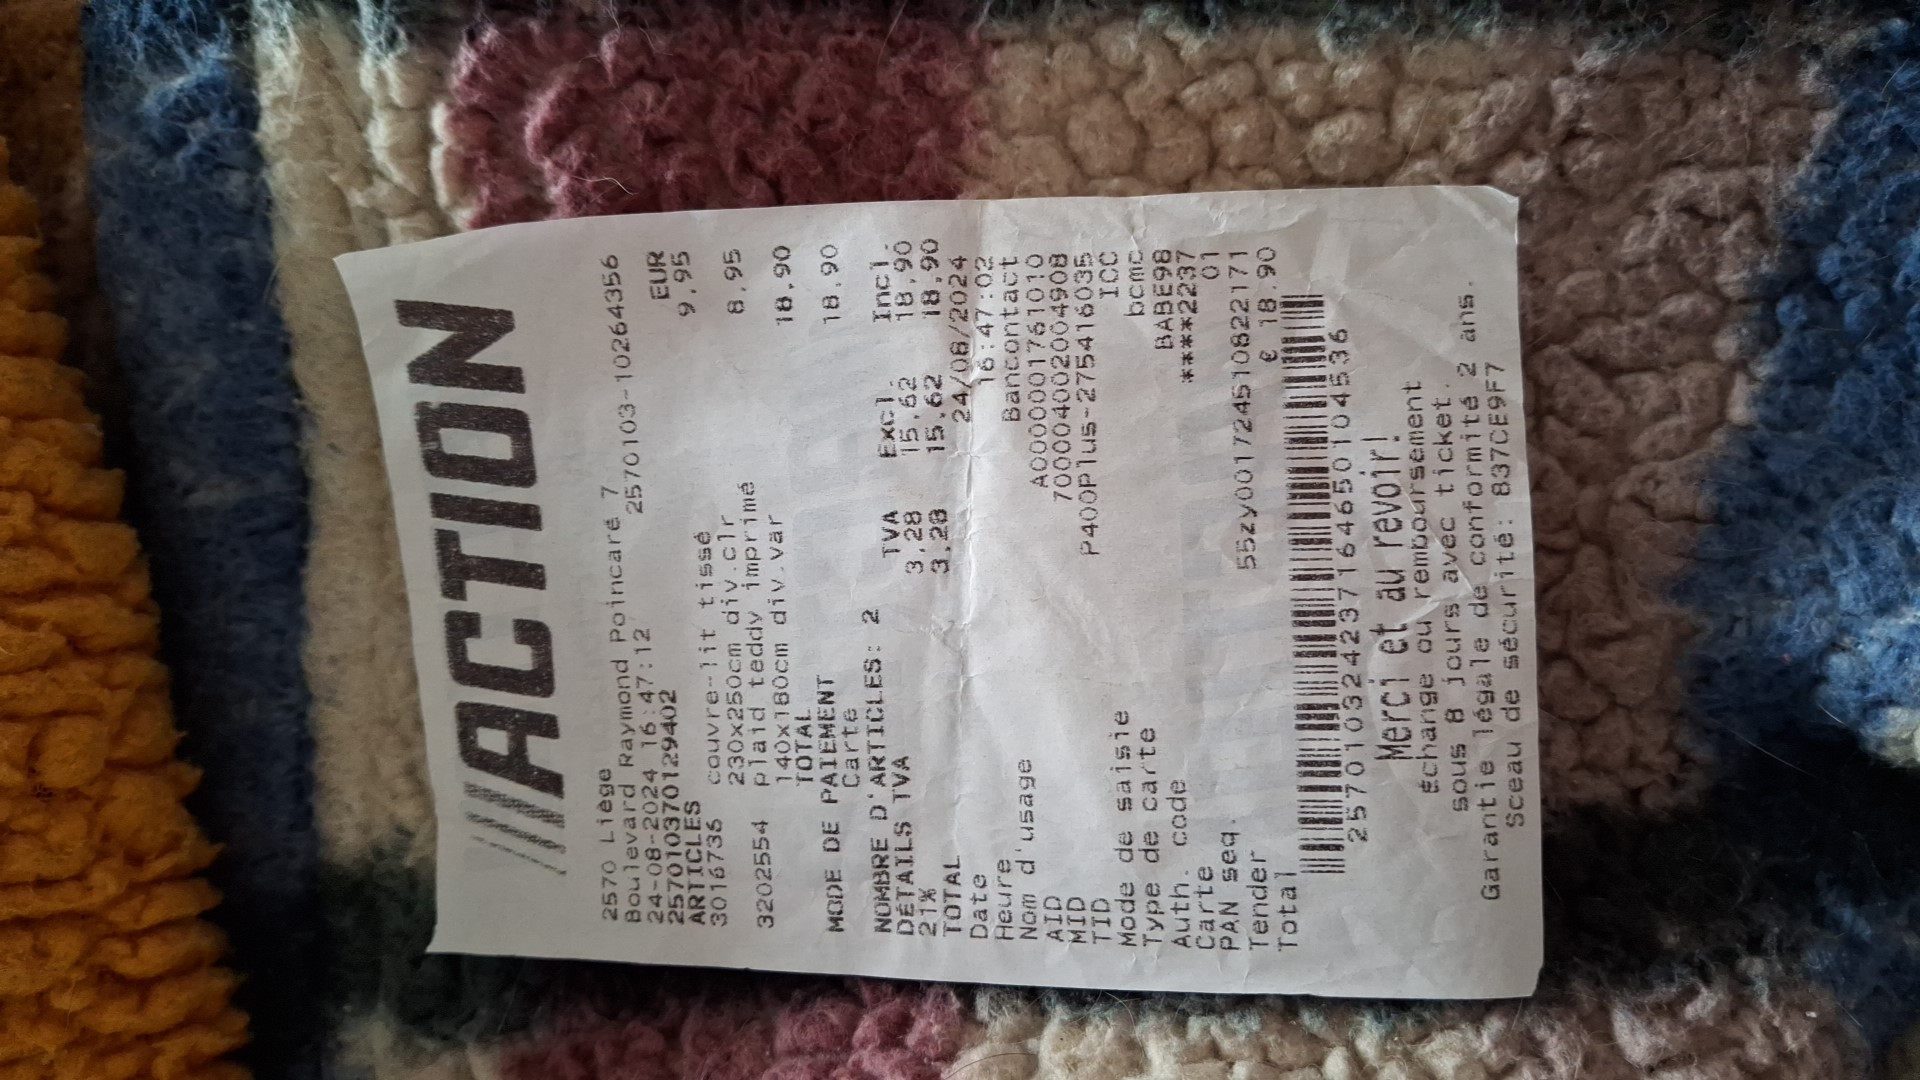 ///ACTION
2570 Liège
Boulevard Raymond Poincaré 7
24-08-2024 16:47:12 2570103-10264356
2570103701294​02
ARTICLES EUR
3016735 couvre-lit tissé 9,95
230x250cm div.clr
3202554 plaid teddy imprimé 8,95
140x180cm div.var
TOTAL 18,90
MODE DE PAIEMENT
Carte 18,90
NOMBRE D'ARTICLES: 2
DÉTAILS TVA TVA Excl. Incl.
21% 3,28 15,62 18,90
TOTAL 3,28 15,62 18,90
Date 24/08/2024
Heure 16:47:02
Nom d'usage Bancontact
AID A0000001761010
MID 700004002004908
TID P400Plus-275416035
Mode de saisie ICC
Type de carte bcmc
Auth. code BABE98
Carte ****2237
PAN seq. 01
Tender 55zy001724510822171
Total € 18.90
257010324237164650104536
Merci et au revoir!
Échange ou remboursement
sous 8 jours avec ticket.
Garantie légale de conformité 2 ans.
Sceau de sécurité: 837CE9F7